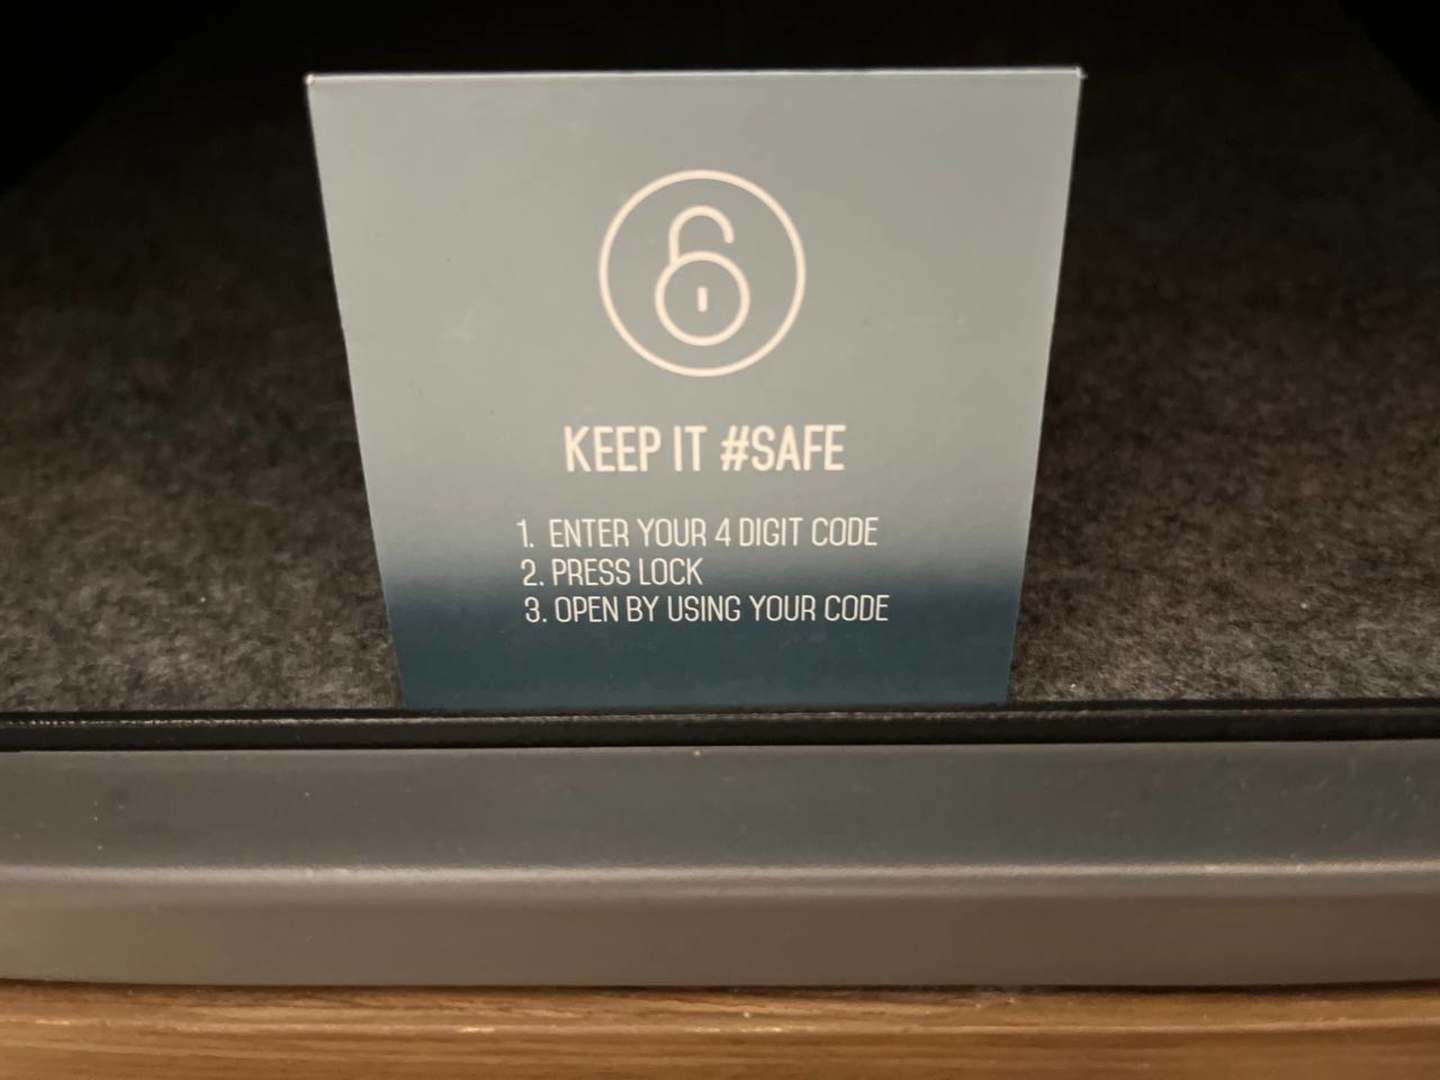 KEEP IT #SAFE
1. ENTER YOUR 4 DIGIT CODE
2. PRESS LOCK
3. OPEN BY USING YOUR CODE